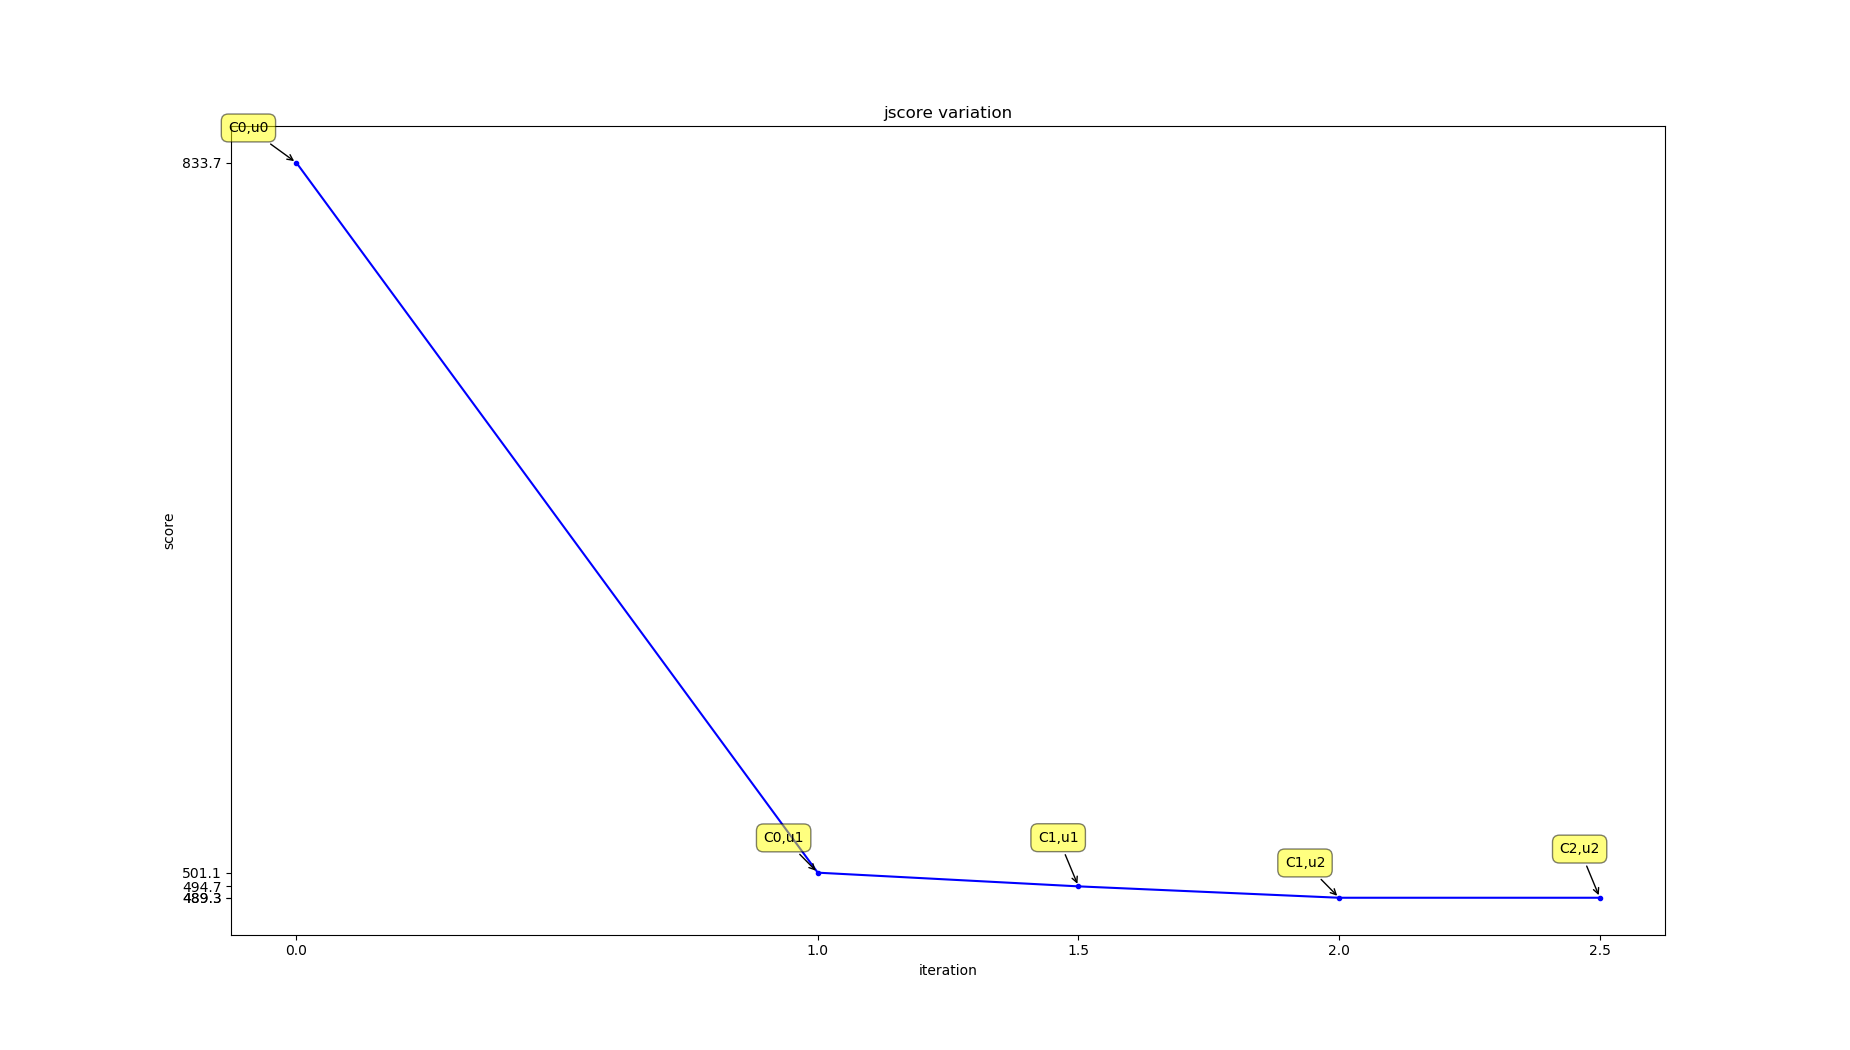 jscore variation
C0,u0
833.7
score
C0,u1
C1,u1
C1,u2
C2,u2
501.1
494.7
489.3
0.0 1.0 1.5 2.0 2.5
iteration